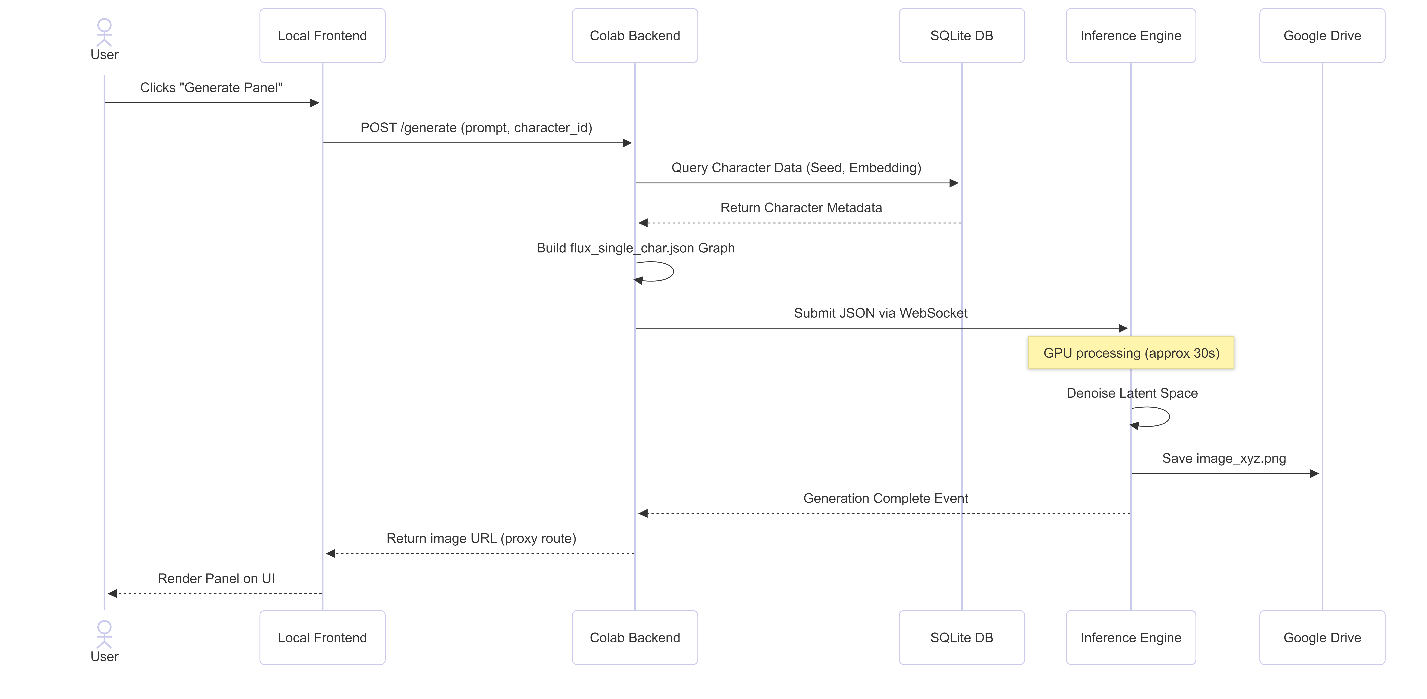 User
Local Frontend
Colab Backend
SQLite DB
Inference Engine
Google Drive
Clicks "Generate Panel"
POST /generate (prompt, character_id)
Query Character Data (Seed, Embedding)
Return Character Metadata
Build flux_single_char.json Graph
Submit JSON via WebSocket
GPU processing (approx 30s)
Denoise Latent Space
Save image_xyz.png
Generation Complete Event
Return image URL (proxy route)
Render Panel on UI
User
Local Frontend
Colab Backend
SQLite DB
Inference Engine
Google Drive